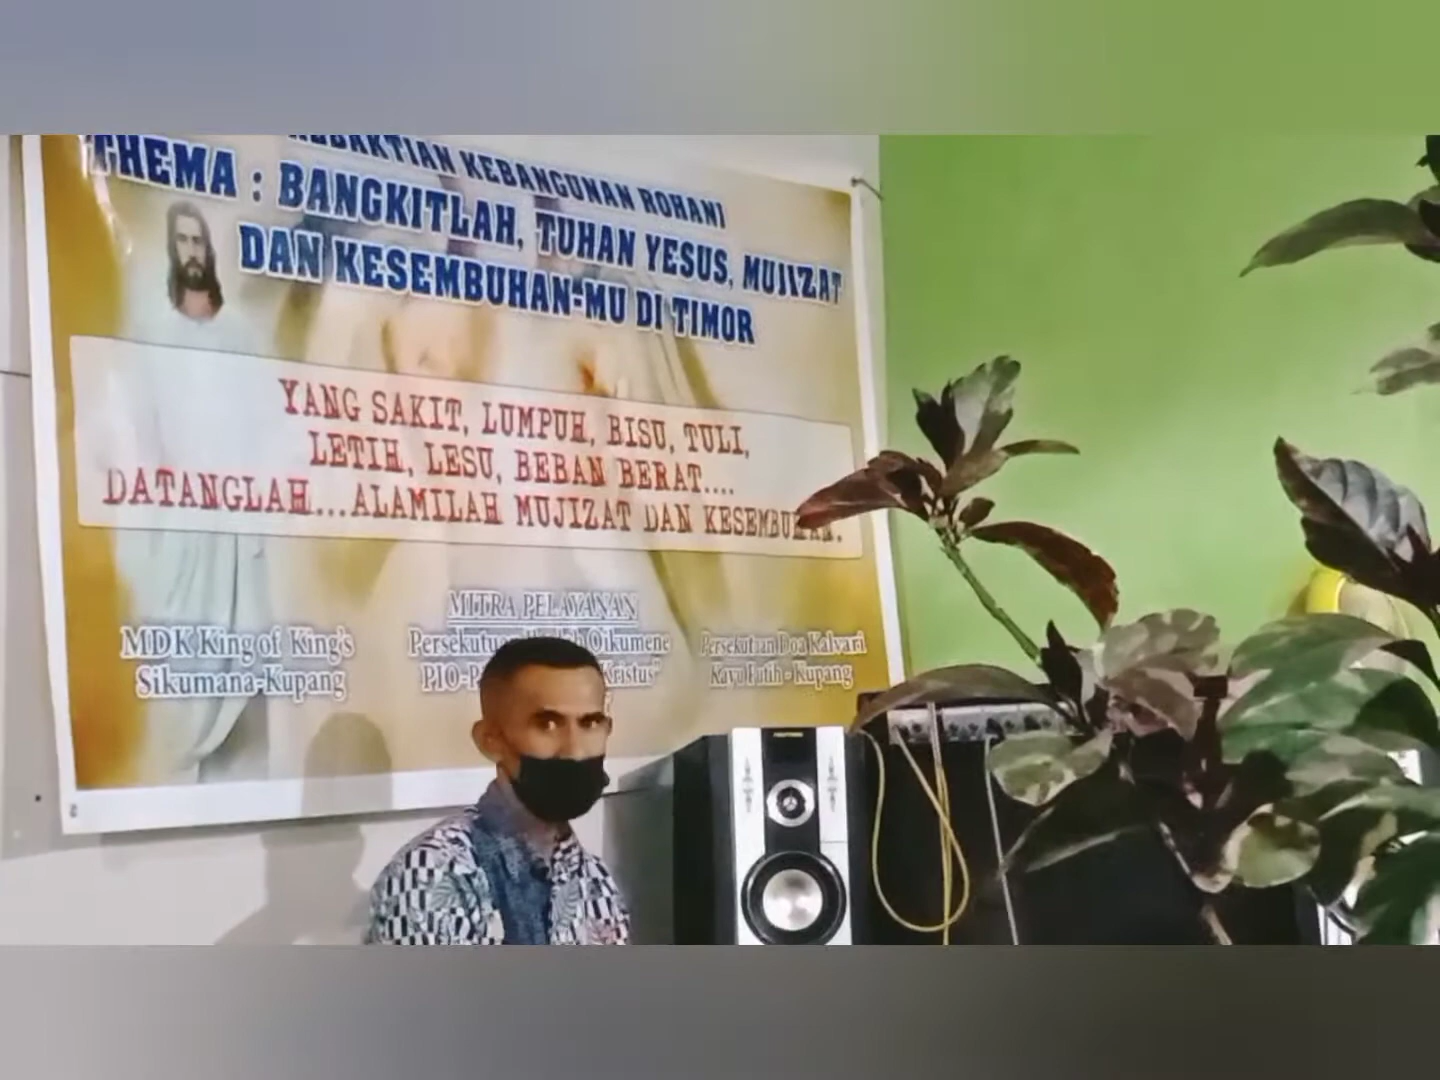 KEBAKTIAN KEBANGUNAN ROHANI
THEMA : BANGKITLAH, TUHAN YESUS, MUJIZAT
DAN KESEMBUHAN-MU DI TIMOR
YANG SAKIT, LUMPUH, BISU, TULI,
LETIH, LESU, BEBAN BERAT....
DATANGLAH...ALAMILAH MUJIZAT DAN KESEMBUHAN.
MITRA PELAYANAN
MDK King of King's
Sikumana-Kupang
Oikumene
Kristus"
Persekutuan Doa Kalvari
Kayu Putih - Kupang